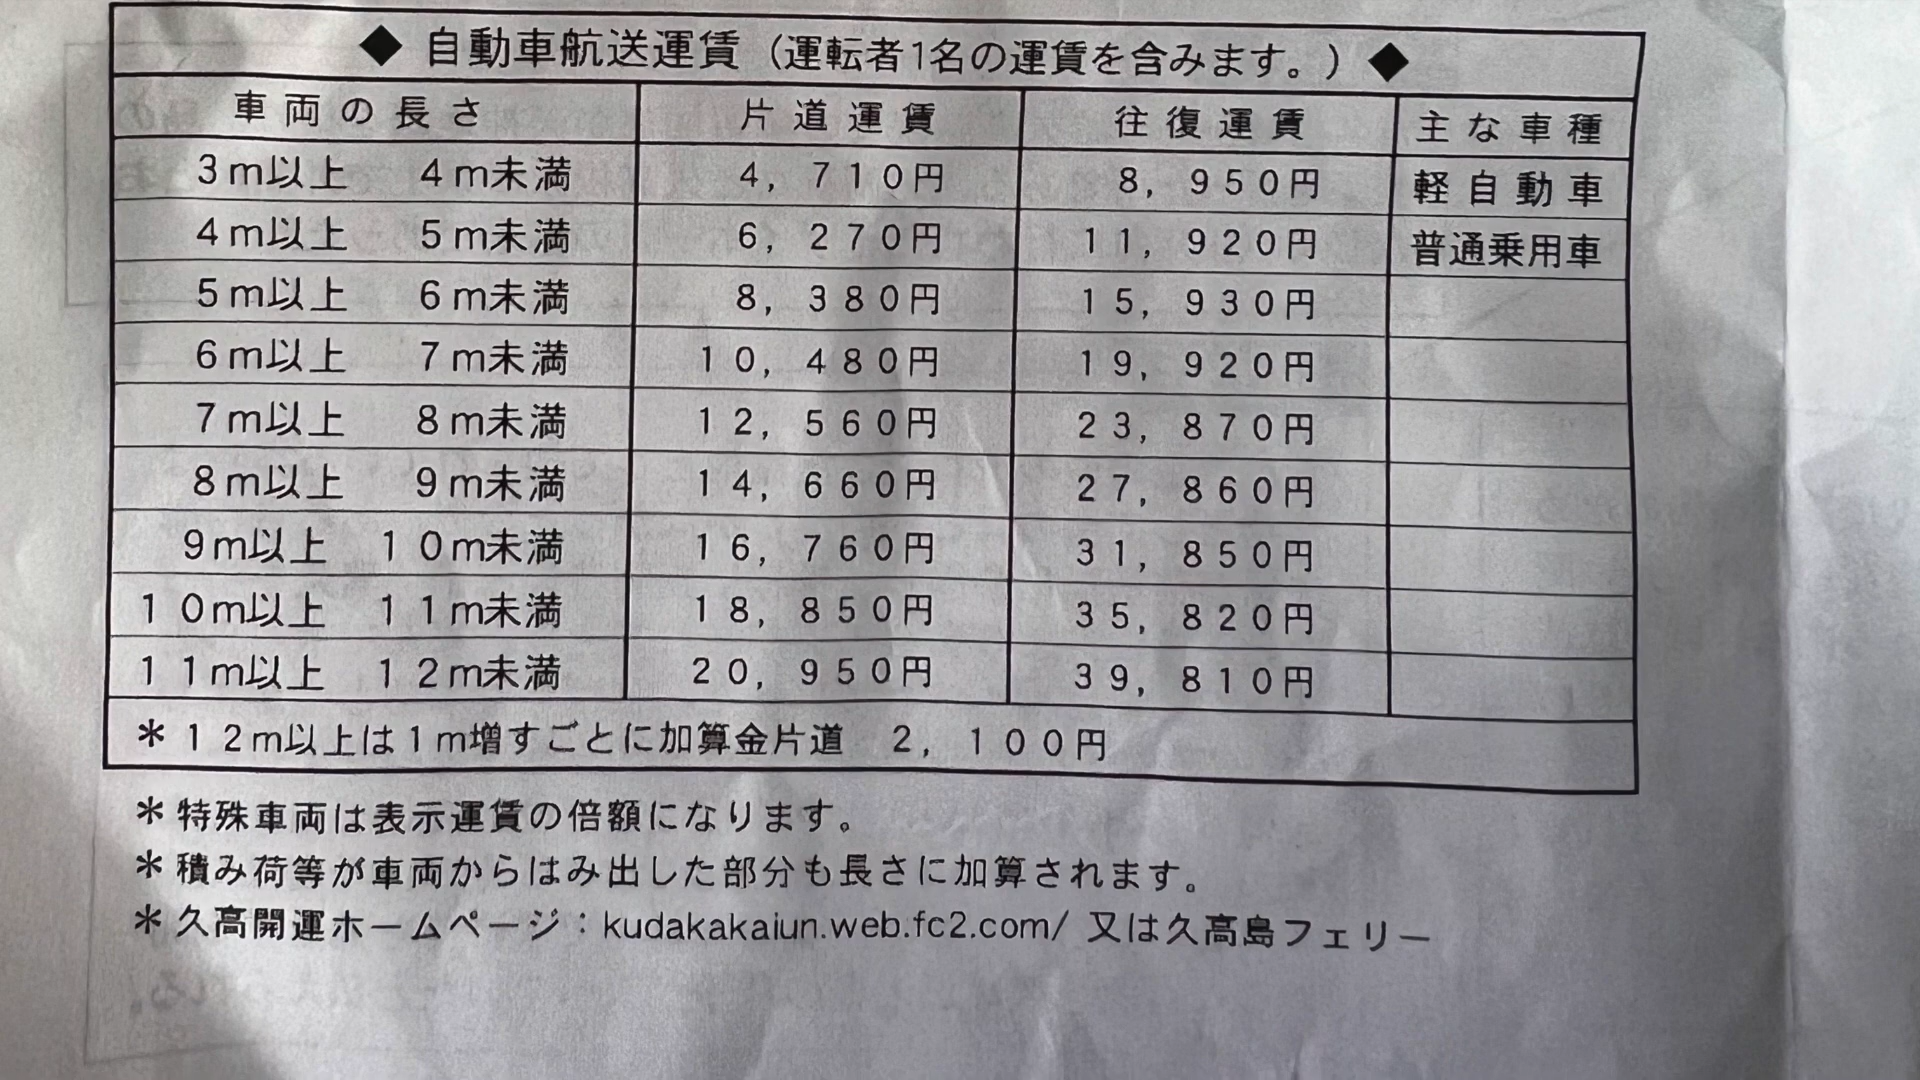 ◆ 自動車航送運賃（運転者1名の運賃を含みます。）◆
車両の長さ 片道運賃 往復運賃 主な車種
３m以上 ４m未満 ４，７１０円 ８，９５０円 軽自動車
４m以上 ５m未満 ６，２７０円 １１，９２０円 普通乗用車
５m以上 ６m未満 ８，３８０円 １５，９３０円
６m以上 ７m未満 １０，４８０円 １９，９２０円
７m以上 ８m未満 １２，５６０円 ２３，８７０円
８m以上 ９m未満 １４，６６０円 ２７，８６０円
９m以上 １０m未満 １６，７６０円 ３１，８５０円
１０m以上 １１m未満 １８，８５０円 ３５，８２０円
１１m以上 １２m未満 ２０，９５０円 ３９，８１０円
＊１２m以上は１m増すごとに加算金片道 ２，１００円
＊特殊車両は表示運賃の倍額になります。
＊積み荷等が車両からはみ出した部分も長さに加算されます。
＊久高開運ホームページ：kudakakaiun.web.fc2.com/ 又は久高島フェリー